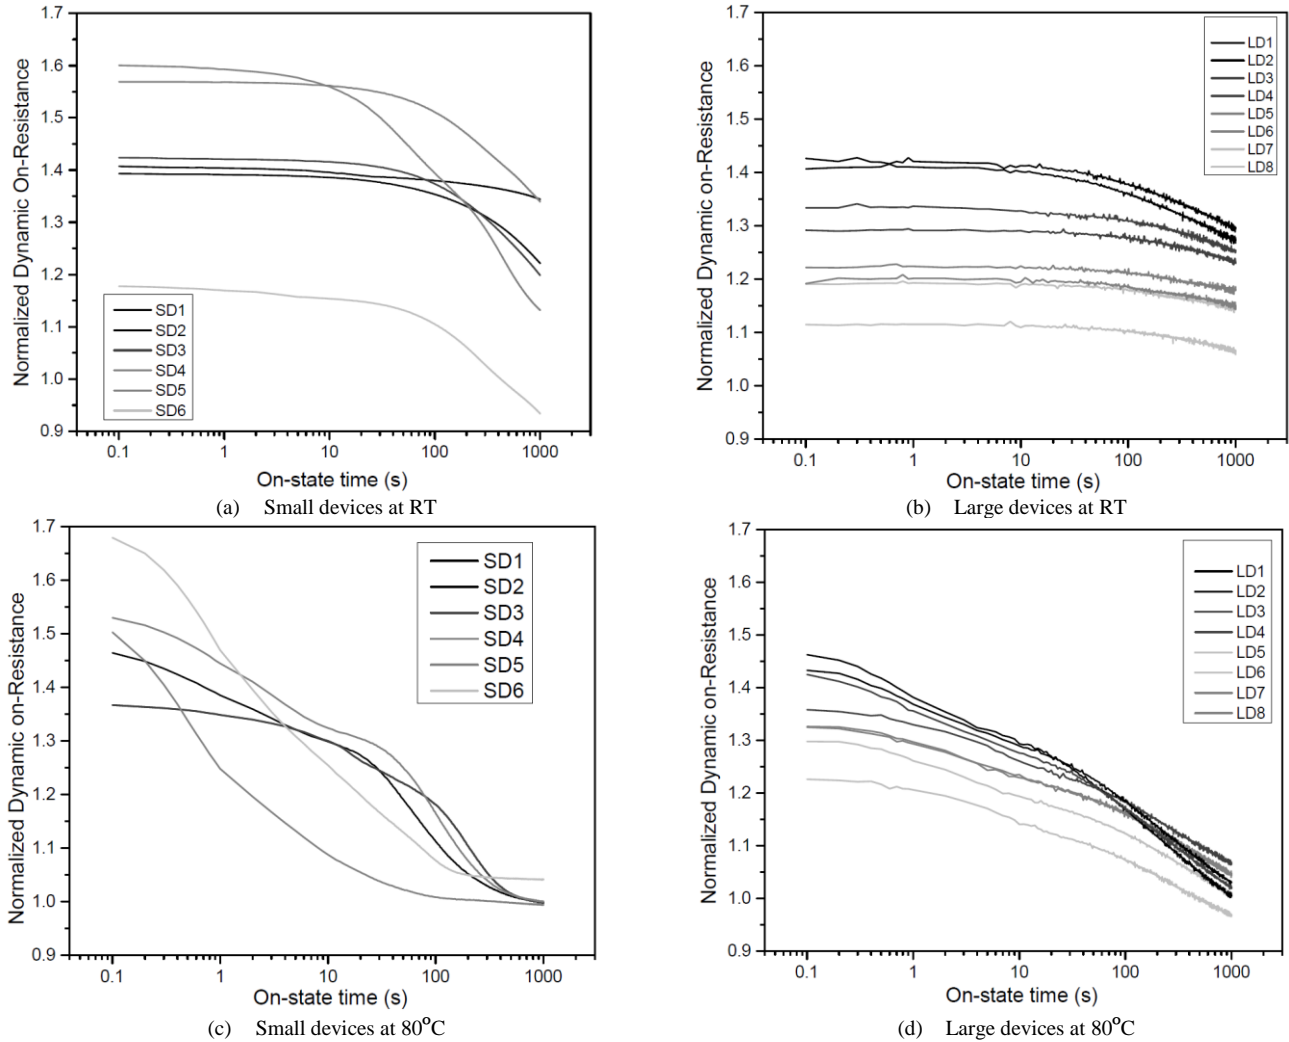 1.7
1.6
1.5
1.4
1.3
1.2
1.1
1.0
0.9
Normalized Dynamic On-Resistance
SD1
SD2
SD3
SD4
SD5
SD6
0.1 1 10 100 1000
On-state time (s)
(a) Small devices at RT
1.7
1.6
1.5
1.4
1.3
1.2
1.1
1.0
0.9
Normalized Dynamic on-Resistance
LD1
LD2
LD3
LD4
LD5
LD6
LD7
LD8
0.1 1 10 100 1000
On-state time (s)
(b) Large devices at RT
1.7
1.6
1.5
1.4
1.3
1.2
1.1
1.0
0.9
Normalized Dynamic on-Resistance
SD1
SD2
SD3
SD4
SD5
SD6
0.1 1 10 100 1000
On-state time (s)
(c) Small devices at 80°C
1.7
1.6
1.5
1.4
1.3
1.2
1.1
1.0
0.9
Normalized Dynamic on-Resistance
LD1
LD2
LD3
LD4
LD5
LD6
LD7
LD8
0.1 1 10 100 1000
On-state time (s)
(d) Large devices at 80°C